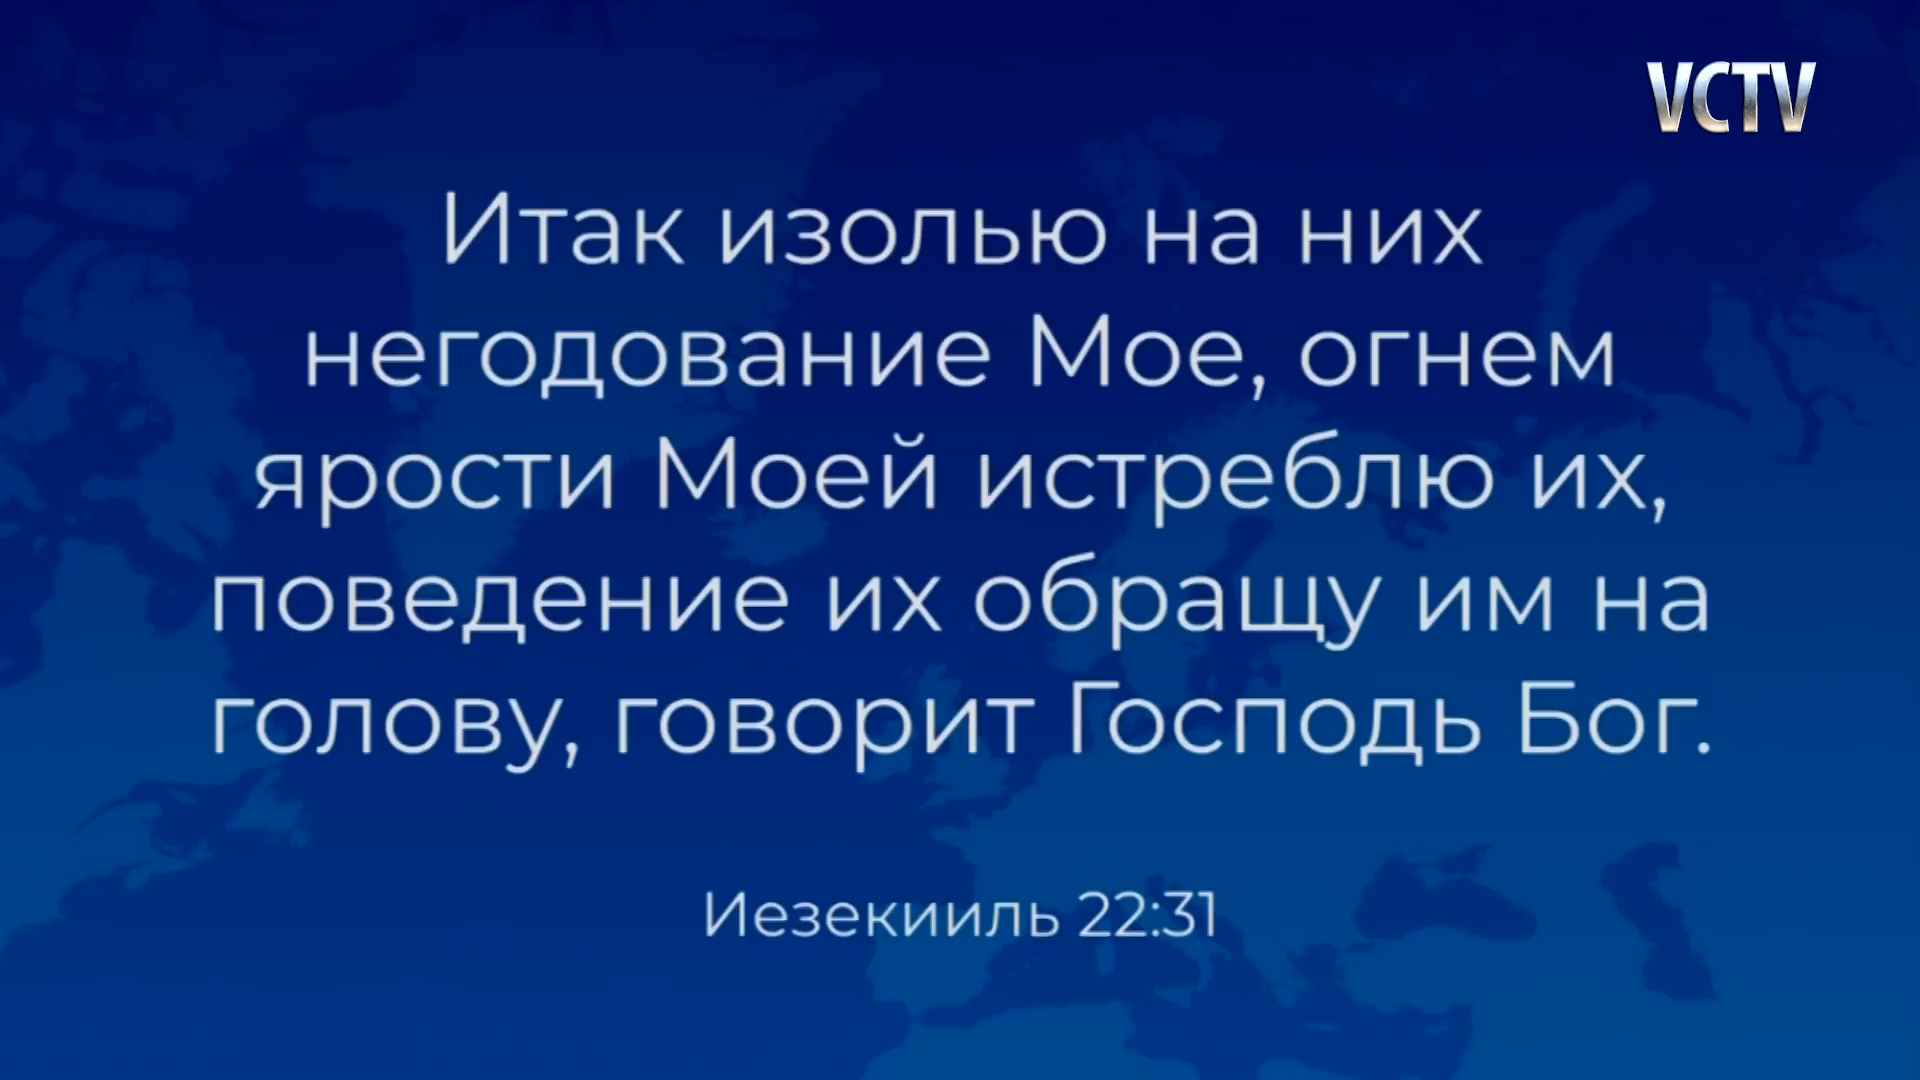 VCTV
Итак изолью на них
негодование Мое, огнем
ярости Моей истреблю их,
поведение их обращу им на
голову, говорит Господь Бог.
Иезекииль 22:31